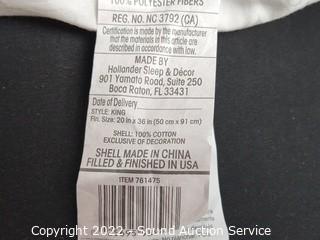 100% POLYESTER FIBERS
REG. NO. NC 3792 (CA)
Certification is made by the manufacturer
that the materials in this article are
described in accordance with law.
MADE BY
Hollander Sleep & Décor
901 Yamato Road, Suite 250
Boca Raton, FL 33431
Date of Delivery
STYLE: KING
Fin. Size: 20 in x 36 in (50 cm x 91 cm)
SHELL: 100% COTTON
EXCLUSIVE OF DECORATION
SHELL MADE IN CHINA
FILLED & FINISHED IN USA
ITEM 761475
Copyright 2022 - Sound Auction Service